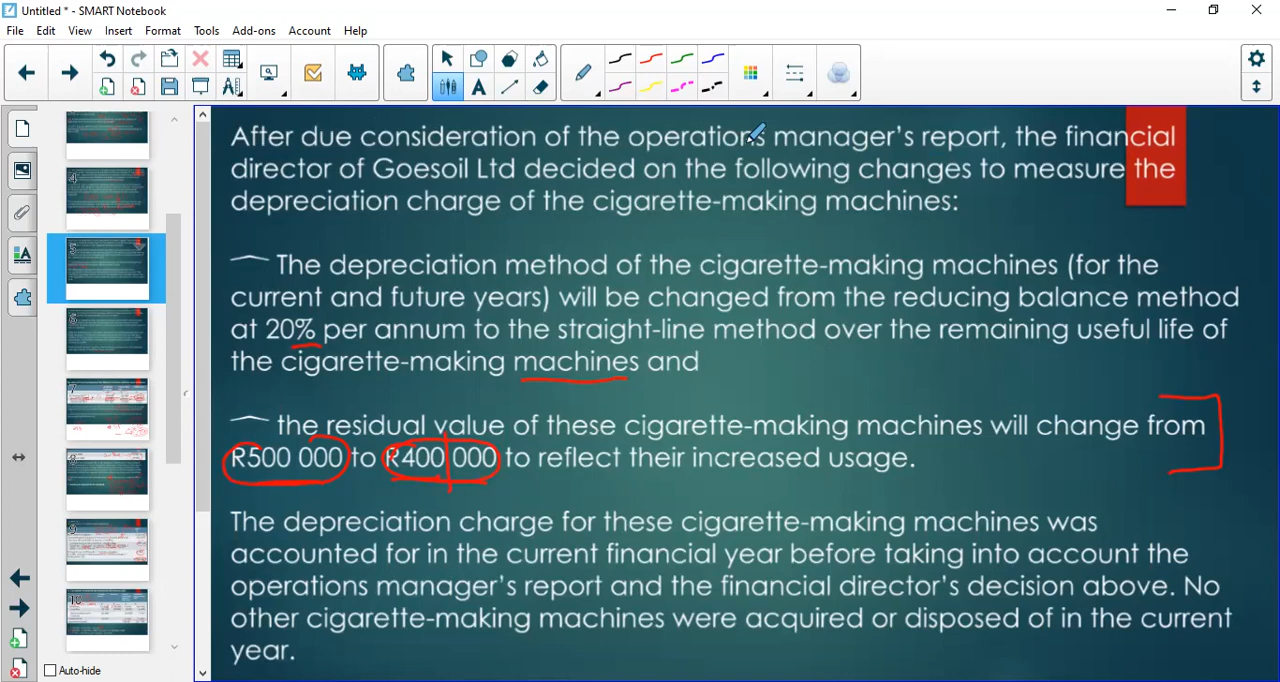 Untitled * - SMART Notebook
File Edit View Insert Format Tools Add-ons Account Help
After due consideration of the operations manager's report, the financial
director of Goesoil Ltd decided on the following changes to measure the
depreciation charge of the cigarette-making machines:
The depreciation method of the cigarette-making machines (for the
current and future years) will be changed from the reducing balance method
at 20% per annum to the straight-line method over the remaining useful life of
the cigarette-making machines and
the residual value of these cigarette-making machines will change from
R500 000 to R400 000 to reflect their increased usage.
The depreciation charge for these cigarette-making machines was
accounted for in the current financial year before taking into account the
operations manager's report and the financial director's decision above. No
other cigarette-making machines were acquired or disposed of in the current
year.
4
5
6
7
8
9
10
Auto-hide